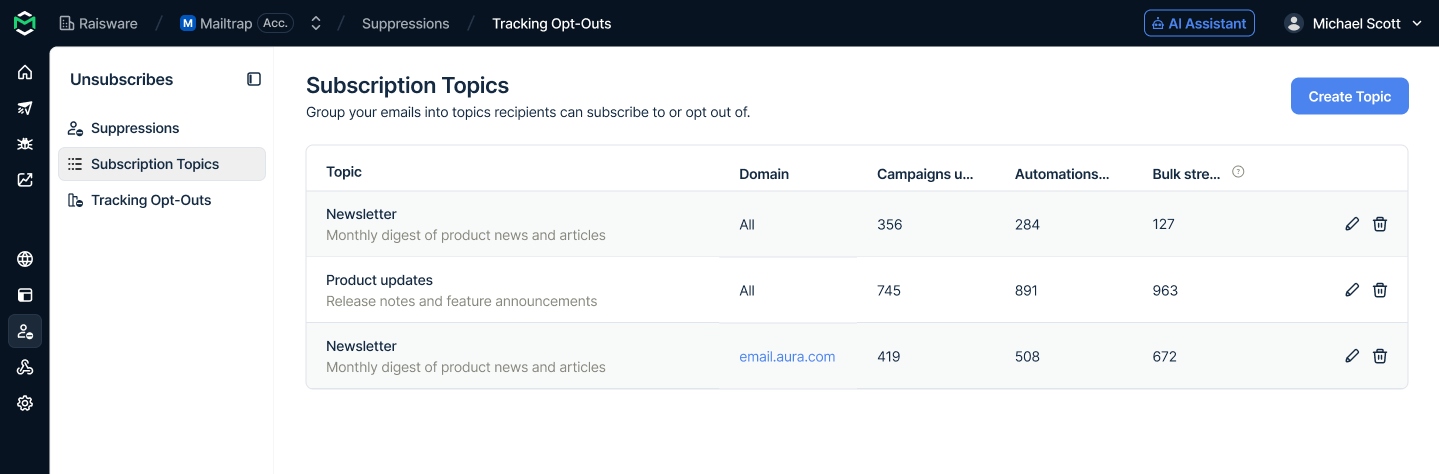 Raisware / M Mailtrap Acc. / Suppressions / Tracking Opt-Outs
AI Assistant
Michael Scott
Unsubscribes
Suppressions
Subscription Topics
Tracking Opt-Outs
Subscription Topics
Group your emails into topics recipients can subscribe to or opt out of.
Create Topic
Topic Domain Campaigns u... Automations... Bulk stre... ?
Newsletter
Monthly digest of product news and articles
All 356 284 127
Product updates
Release notes and feature announcements
All 745 891 963
Newsletter
Monthly digest of product news and articles
email.aura.com 419 508 672